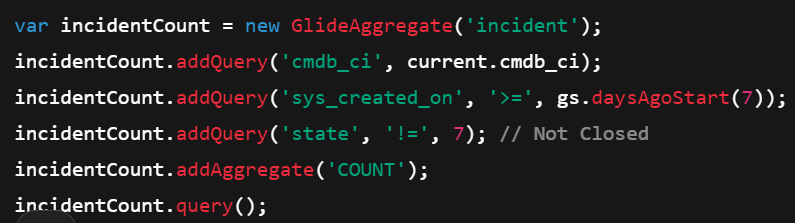 var incidentCount = new GlideAggregate('incident');
incidentCount.addQuery('cmdb_ci', current.cmdb_ci);
incidentCount.addQuery('sys_created_on', '>=', gs.daysAgoStart(7));
incidentCount.addQuery('state', '!=', 7); // Not Closed
incidentCount.addAggregate('COUNT');
incidentCount.query();